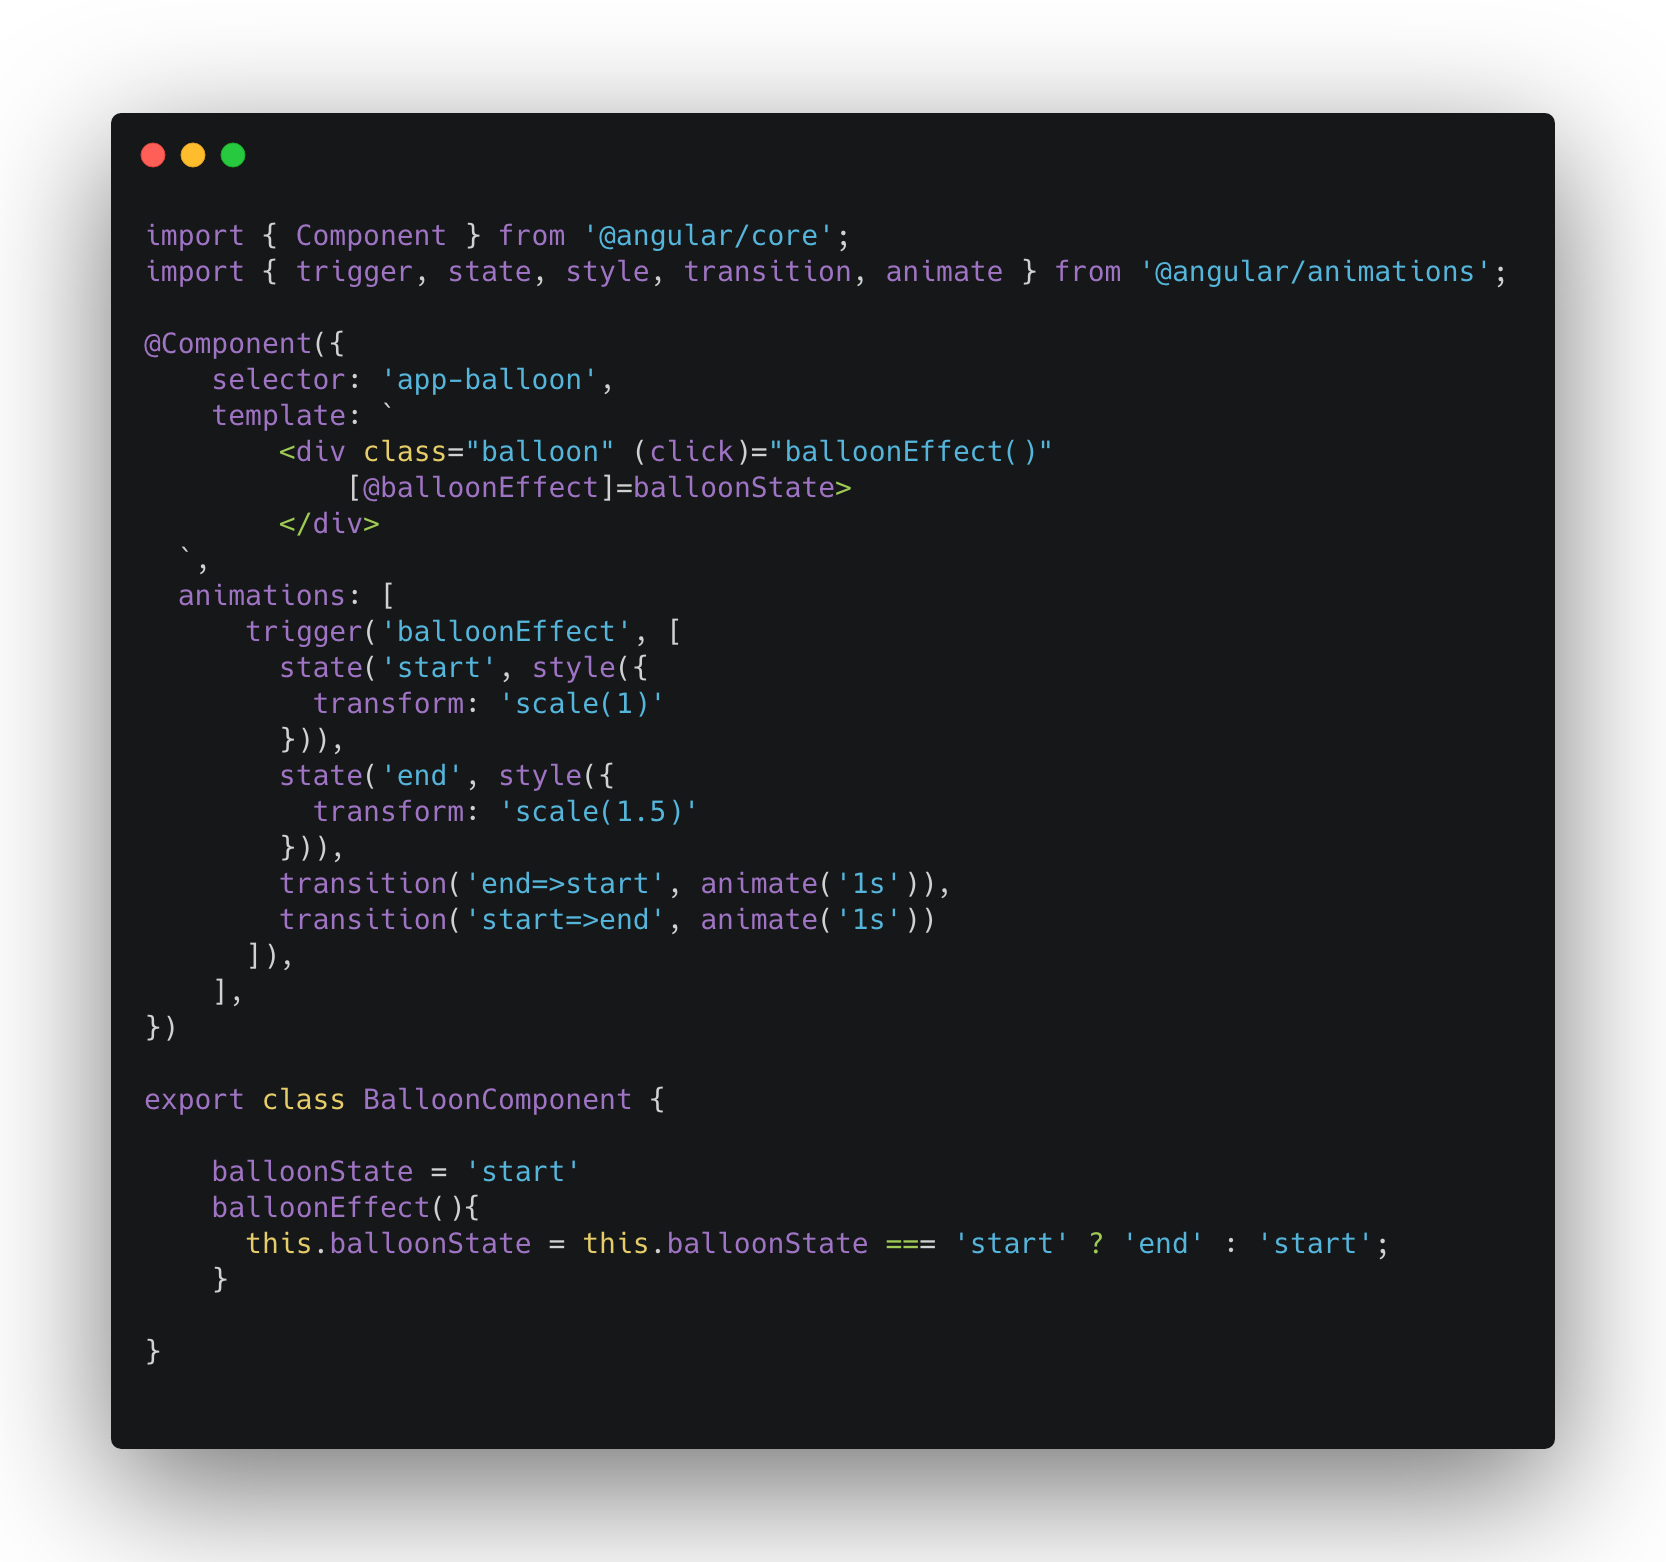 import { Component } from '@angular/core';
import { trigger, state, style, transition, animate } from '@angular/animations';

@Component({
    selector: 'app-balloon',
    template: `
        <div class="balloon" (click)="balloonEffect()"
            [@balloonEffect]=balloonState>
        </div>
  `,
  animations: [
      trigger('balloonEffect', [
        state('start', style({
          transform: 'scale(1)'
        })),
        state('end', style({
          transform: 'scale(1.5)'
        })),
        transition('end=>start', animate('1s')),
        transition('start=>end', animate('1s'))
      ]),
    ],
})

export class BalloonComponent {

    balloonState = 'start'
    balloonEffect(){
      this.balloonState = this.balloonState === 'start' ? 'end' : 'start';
    }

}